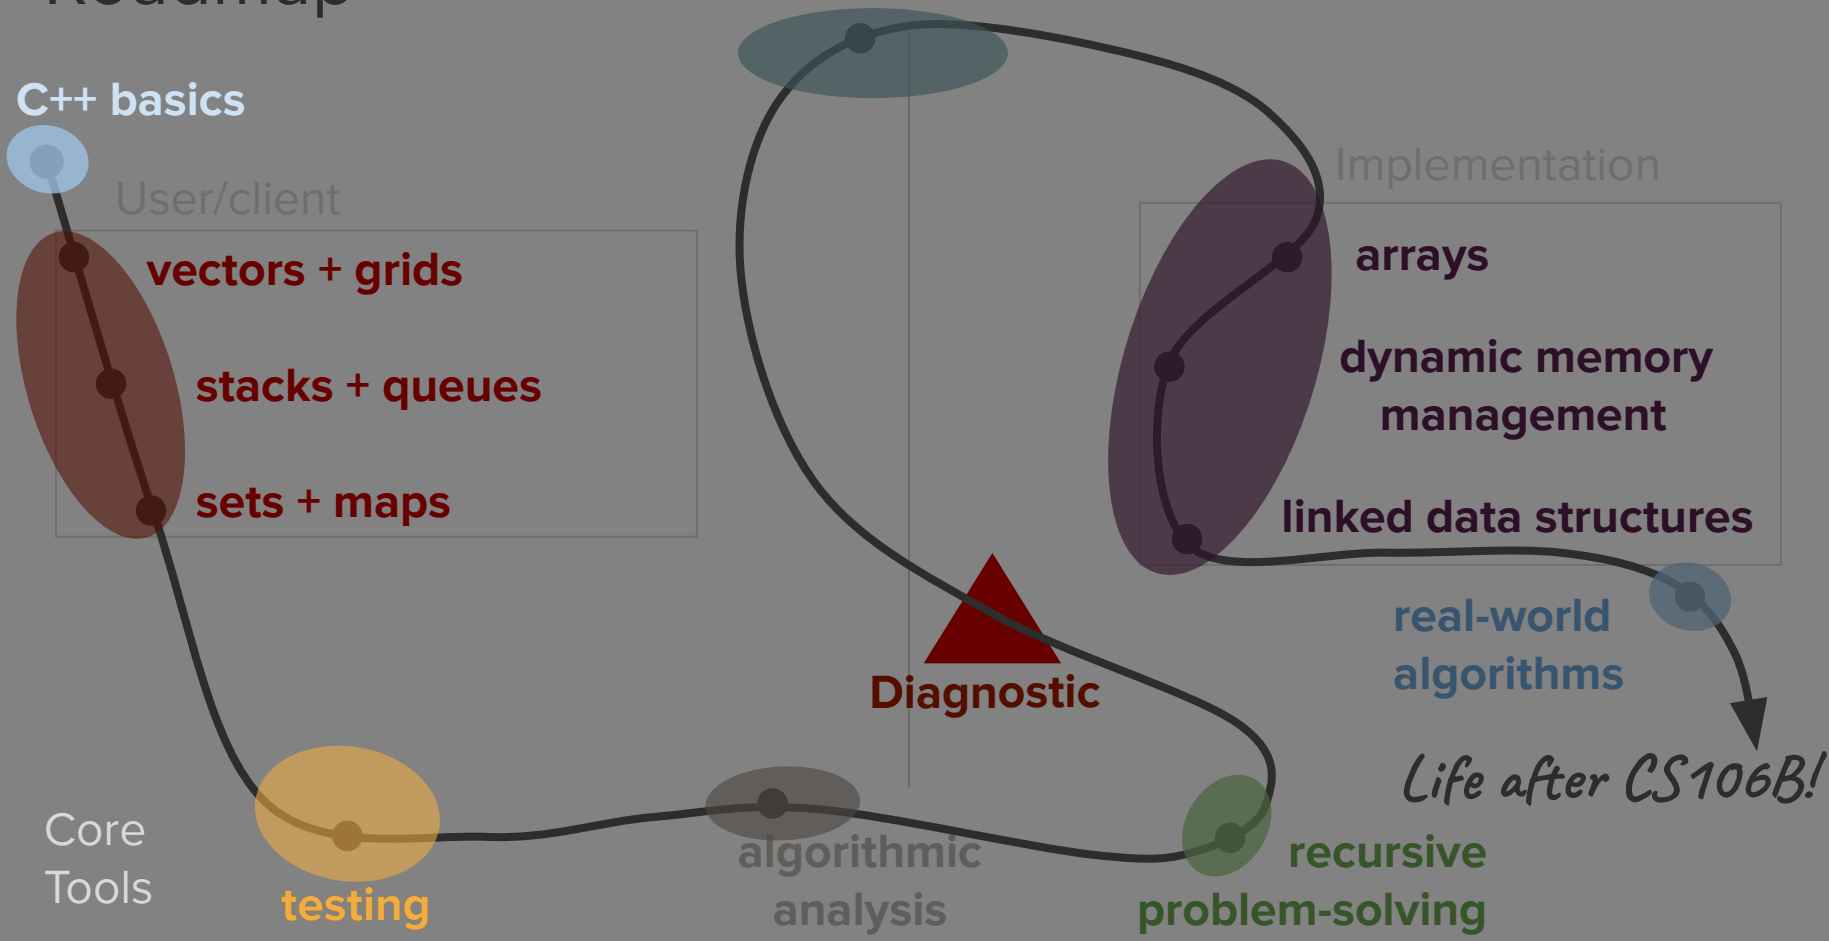 Roadmap
C++ basics
User/client
vectors + grids
stacks + queues
sets + maps
Implementation
arrays
dynamic memory
management
linked data structures
real-world
algorithms
Diagnostic
Life after CS106B!
Core
Tools
testing
algorithmic
analysis
recursive
problem-solving